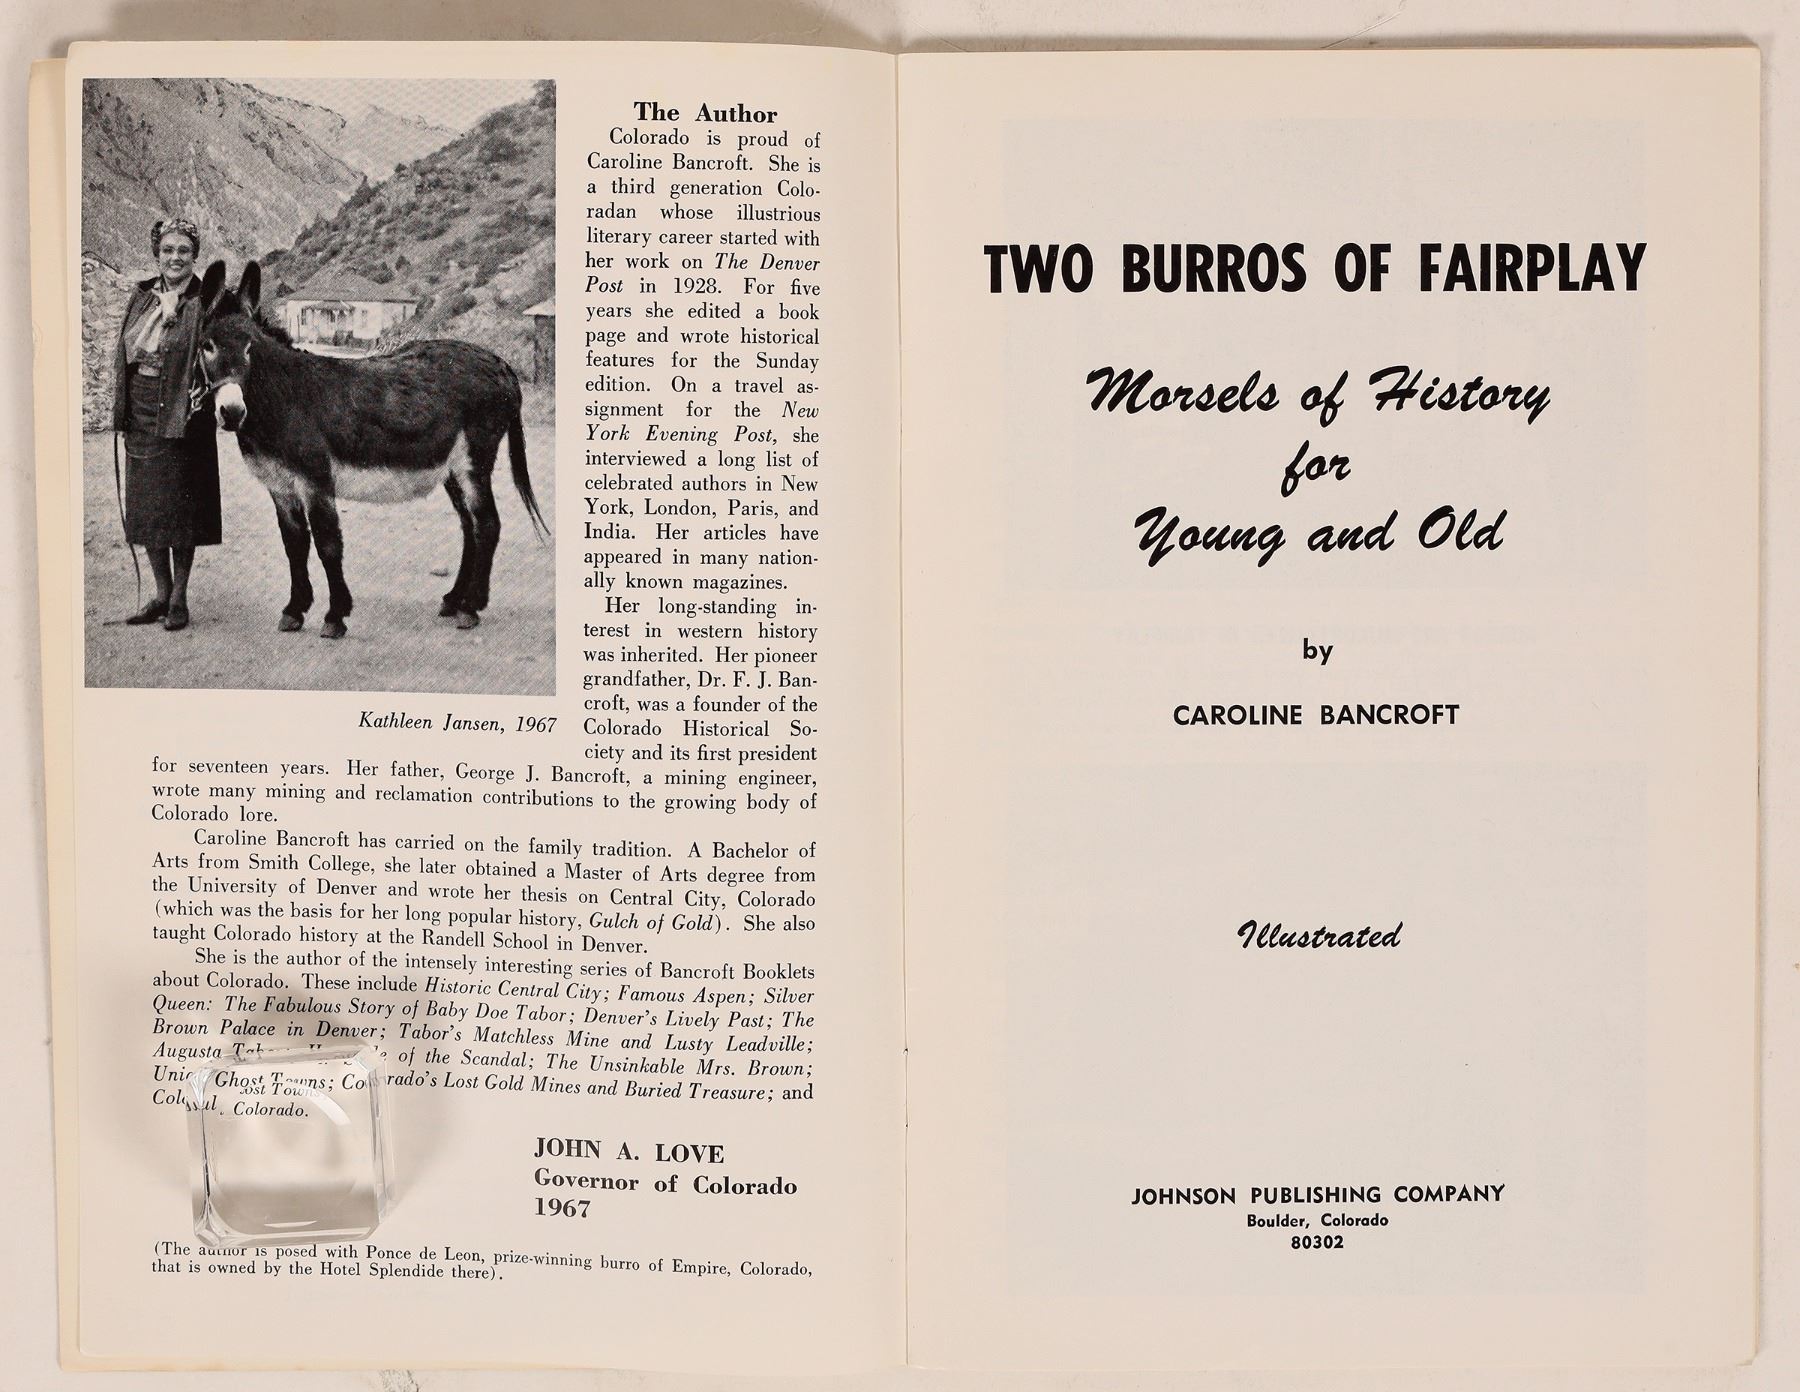 The Author
Colorado is proud of
Caroline Bancroft. She is
a third generation Colo-
radan whose illustrious
literary career started with
her work on The Denver
Post in 1928. For five
years she edited a book
page and wrote historical
features for the Sunday
edition. On a travel as-
signment for the New
York Evening Post, she
interviewed a long list of
celebrated authors in New
York, London, Paris, and
India. Her articles have
appeared in many nation-
ally known magazines.
Her long-standing in-
terest in western history
was inherited. Her pioneer
grandfather, Dr. F. J. Ban-
croft, was a founder of the
Colorado Historical So-
ciety and its first president
Kathleen Jansen, 1967
for seventeen years. Her father, George J. Bancroft, a mining engineer,
wrote many mining and reclamation contributions to the growing body of
Colorado lore.
Caroline Bancroft has carried on the family tradition. A Bachelor of
Arts from Smith College, she later obtained a Master of Arts degree from
the University of Denver and wrote her thesis on Central City, Colorado
(which was the basis for her long popular history, Gulch of Gold). She also
taught Colorado history at the Randell School in Denver.
She is the author of the intensely interesting series of Bancroft Booklets
about Colorado. These include Historic Central City; Famous Aspen; Silver
Queen: The Fabulous Story of Baby Doe Tabor; Denver's Lively Past; The
Brown Palace in Denver; Tabor's Matchless Mine and Lusty Leadville;
Augusta of the Scandal; The Unsinkable Mrs. Brown;
Ghost Towns; Colorado's Lost Gold Mines and Buried Treasure; and
Colorado.
JOHN A. LOVE
Governor of Colorado
1967
(The author is posed with Ponce de Leon, prize-winning burro of Empire, Colorado,
that is owned by the Hotel Splendide there).
TWO BURROS OF FAIRPLAY
Morsels of History
for
Young and Old
by
CAROLINE BANCROFT
Illustrated
JOHNSON PUBLISHING COMPANY
Boulder, Colorado
80302